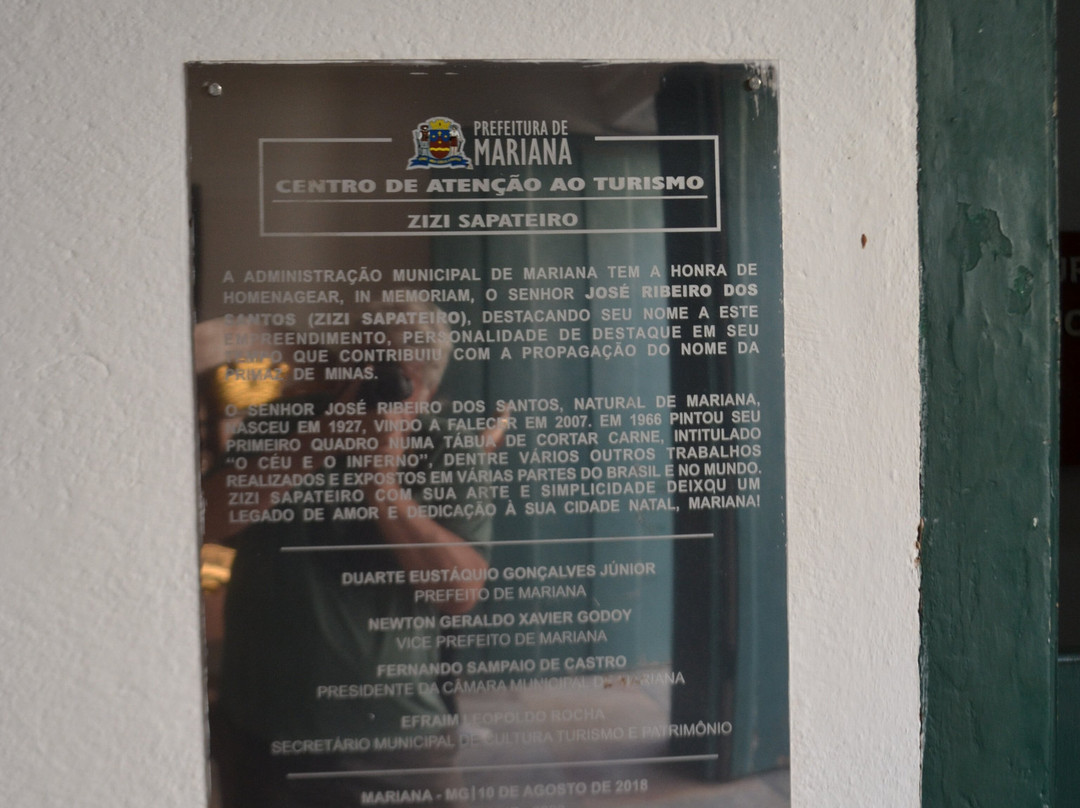 PREFEITURA DE
MARIANA
CENTRO DE ATENÇÃO AO TURISMO
ZIZI SAPATEIRO
A ADMINISTRAÇÃO MUNICIPAL DE MARIANA TEM A HONRA DE
HOMENAGEAR, IN MEMORIAM, O SENHOR JOSÉ RIBEIRO DOS
SANTOS (ZIZI SAPATEIRO), DESTACANDO SEU NOME A ESTE
EMPREENDIMENTO, PERSONALIDADE DE DESTAQUE EM SEU
TEMPO QUE CONTRIBUIU COM A PROPAGAÇÃO DO NOME DA
PRIMAZ DE MINAS.
O SENHOR JOSÉ RIBEIRO DOS SANTOS, NATURAL DE MARIANA,
NASCEU EM 1927, VINDO A FALECER EM 2007. EM 1966 PINTOU SEU
PRIMEIRO QUADRO NUMA TÁBUA DE CORTAR CARNE, INTITULADO
“O CÉU E O INFERNO”, DENTRE VÁRIOS OUTROS TRABALHOS
REALIZADOS E EXPOSTOS EM VÁRIAS PARTES DO BRASIL E NO MUNDO.
ZIZI SAPATEIRO COM SUA ARTE E SIMPLICIDADE DEIXOU UM
LEGADO DE AMOR E DEDICAÇÃO À SUA CIDADE NATAL, MARIANA!
DUARTE EUSTÁQUIO GONÇALVES JÚNIOR
PREFEITO DE MARIANA
NEWTON GERALDO XAVIER GODOY
VICE PREFEITO DE MARIANA
FERNANDO SAMPAIO DE CASTRO
PRESIDENTE DA CÂMARA MUNICIPAL DE MARIANA
EFRAIM LEOPOLDO ROCHA
SECRETÁRIO MUNICIPAL DE CULTURA TURISMO E PATRIMÔNIO
MARIANA - MG|10 DE AGOSTO DE 2018